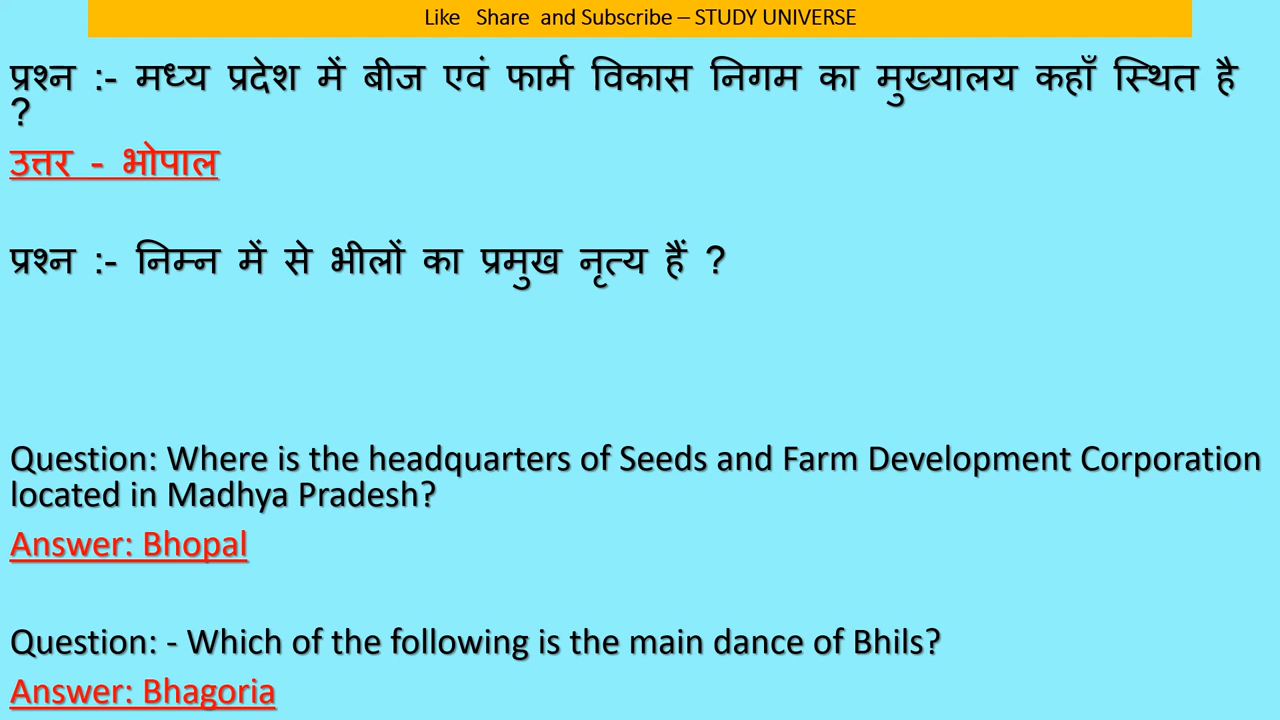 Like Share and Subscribe – STUDY UNIVERSE
प्रश्न :- मध्य प्रदेश में बीज एवं फार्म विकास निगम का मुख्यालय कहाँ स्थित है
?
उत्तर - भोपाल
प्रश्न :- निम्न में से भीलों का प्रमुख नृत्य हैं ?
Question: Where is the headquarters of Seeds and Farm Development Corporation
located in Madhya Pradesh?
Answer: Bhopal
Question: - Which of the following is the main dance of Bhils?
Answer: Bhagoria